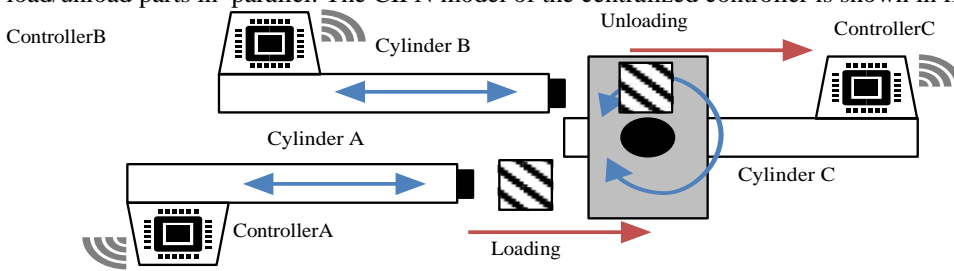 load/unload parts in parallel. The CIPN model of the centralized controller is shown in
Unloading
ControllerB
Cylinder B
ControllerC
Cylinder A
Cylinder C
ControllerA
Loading